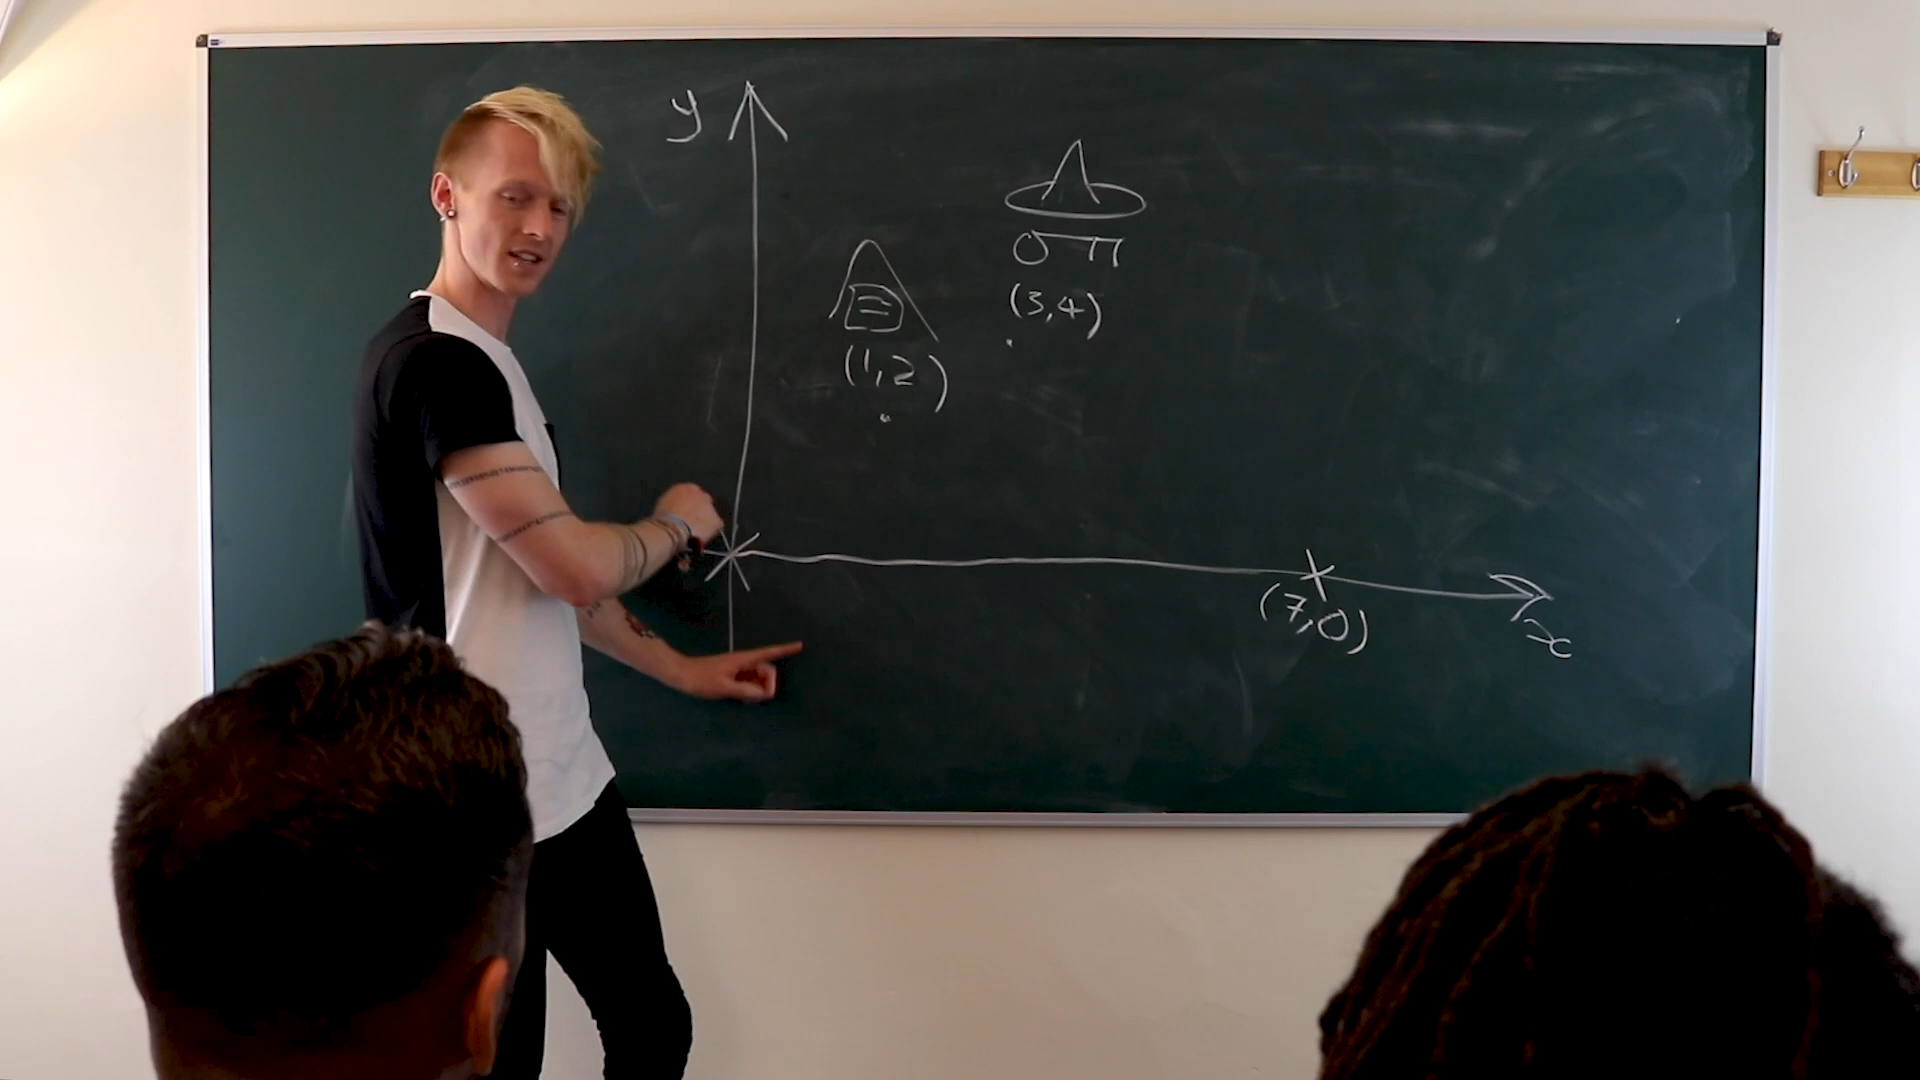 y
(3,4)
(1,2)
(7,0)
x